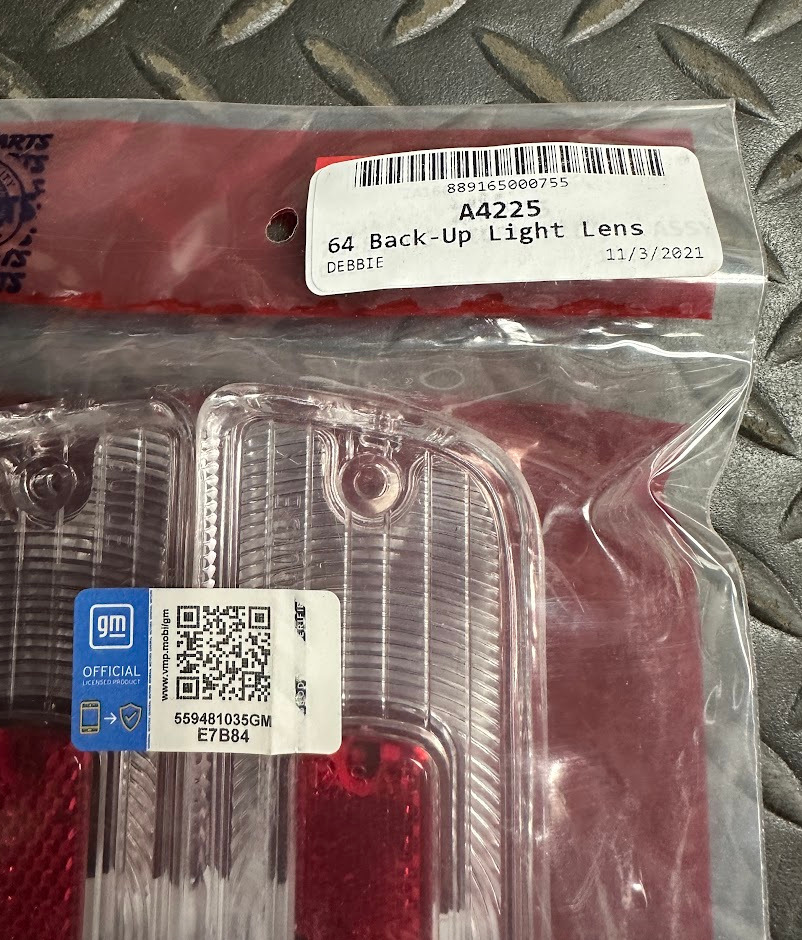 ARTS
889165000755
A4225
64 Back-Up Light Lens
DEBBIE 11/3/2021
gm
OFFICIAL
LICENSED PRODUCT
www.vmp.mobi/gm
559481035GM
E7B84